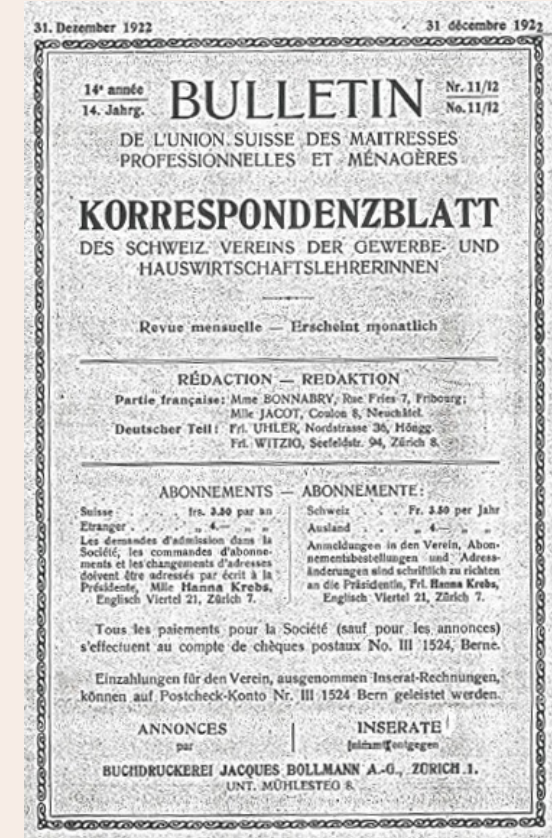 31. Dezember 1922
31 décembre 1922
14e année
14. Jahrg.
BULLETIN
Nr. 11/12
No. 11/12
DE L'UNION SUISSE DES MAITRESSES
PROFESSIONNELLES ET MÉNAGÈRES
KORRESPONDENZBLATT
DES SCHWEIZ. VEREINS DER GEWERBE- UND
HAUSWIRTSCHAFTSLEHRERINNEN
Revue mensuelle — Erscheint monatlich
RÉDACTION — REDAKTION
Partie française: Mme BONNABRY, Rue Fries 7, Fribourg;
Mlle JACOT, Coulon 8, Neuchâtel.
Deutscher Teil: Frl. UHLER, Nordstrasse 36, Höngg.
Frl. WITZIG, Seefeldstr. 94, Zürich 8.
ABONNEMENTS — ABONNEMENTE:
Suisse . . . frs. 3.50 par an
Etranger . . . „ 4.— „ „
Les demandes d'admission dans la
Société, les commandes d'abonne-
ments et les changements d'adresses
doivent être adressés par écrit à la
Présidente, Mlle Hanna Krebs,
Englisch Viertel 21, Zürich 7.
Schweiz . . . Fr. 3.50 per Jahr
Ausland . . . „ 4.— „ „
Anmeldungen in den Verein, Abon-
nementsbestellungen und Adress-
änderungen sind schriftlich zu richten
an die Präsidentin, Frl. Hanna Krebs,
Englisch Viertel 21, Zürich 7.
Tous les paiements pour la Société (sauf pour les annonces)
s'effectuent au compte de chèques postaux No. III 1524, Berne.
Einzahlungen für den Verein, ausgenommen Inserat-Rechnungen,
können auf Postcheck-Konto Nr. III 1524 Bern geleistet werden.
ANNONCES
par
INSERATE
entgegen
BUCHDRUCKEREI JACQUES BOLLMANN A.-G., ZÜRICH 1.
UNT. MÜHLESTEG 8.